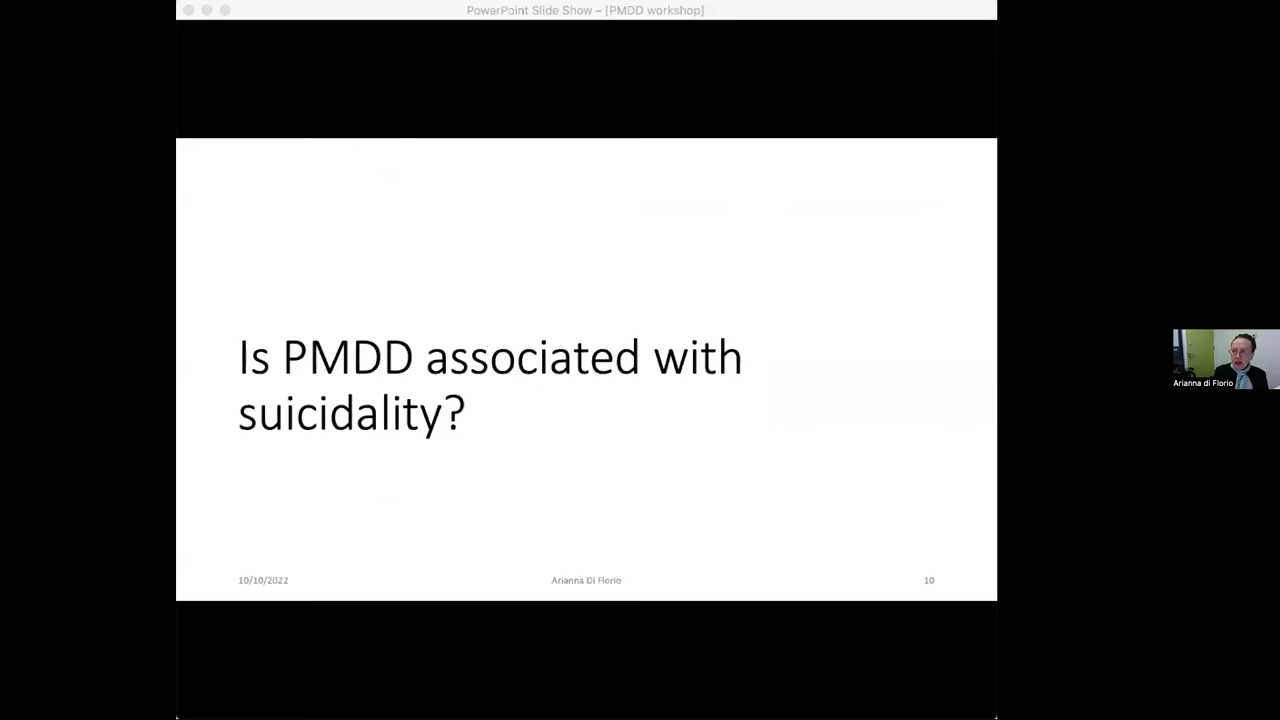 PowerPoint Slide Show – [PMDD workshop]
Is PMDD associated with
suicidality?
Arianna di Florio
10/10/2022
Arianna Di Florio
10